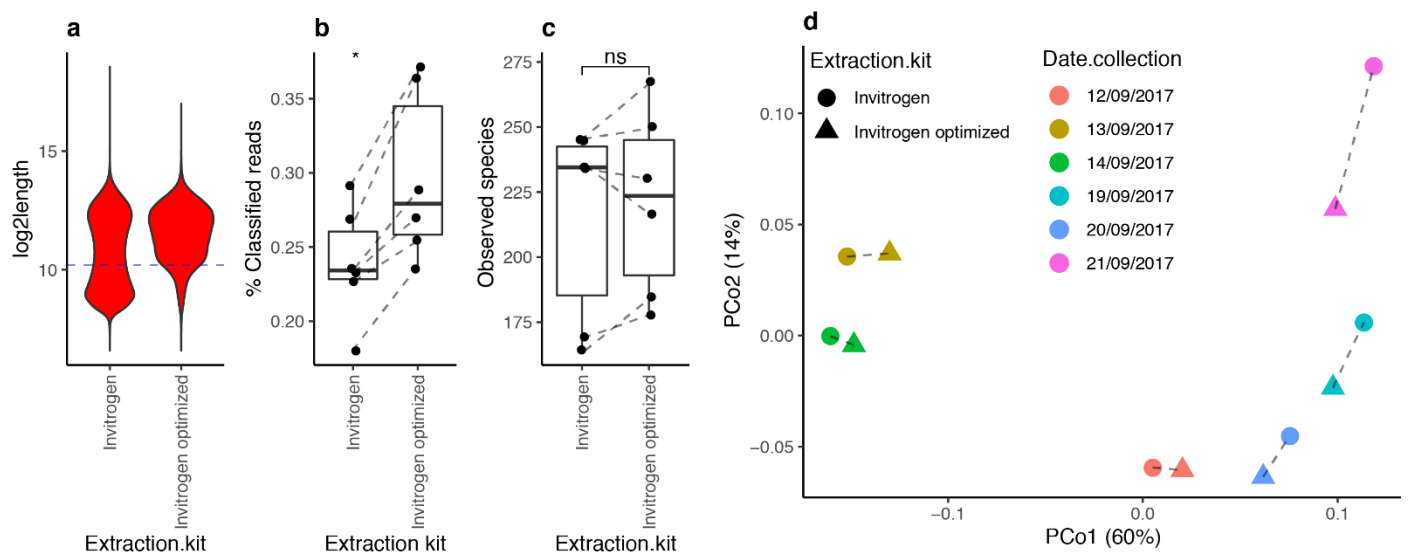 a
log2length
15
10
Invitrogen
Invitrogen optimized
Extraction.kit
b
% Classified reads
*
0.35
0.30
0.25
0.20
Invitrogen
Invitrogen optimized
Extraction kit
c
Observed species
ns
275
250
225
200
175
Invitrogen
Invitrogen optimized
Extraction.kit
d
Extraction.kit
Invitrogen
Invitrogen optimized
Date.collection
12/09/2017
13/09/2017
14/09/2017
19/09/2017
20/09/2017
21/09/2017
PCo2 (14%)
0.10
0.05
0.00
−0.05
−0.1
0.0
0.1
PCo1 (60%)